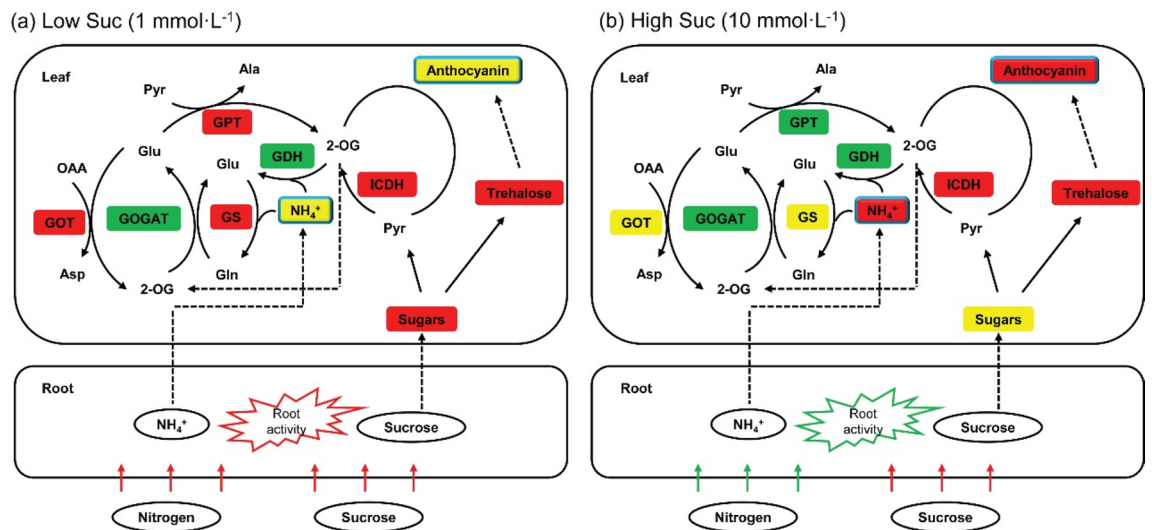 (a) Low Suc (1 mmol·L⁻¹)
Leaf
Ala
Anthocyanin
Pyr
GPT
Glu
Glu
GDH
2-OG
OAA
ICDH
Trehalose
GOT
GOGAT
GS
NH₄⁺
Pyr
Asp
Gln
2-OG
Sugars
Root
NH₄⁺
Root
activity
Sucrose
Nitrogen
Sucrose
(b) High Suc (10 mmol·L⁻¹)
Leaf
Ala
Anthocyanin
Pyr
GPT
Glu
Glu
GDH
2-OG
OAA
ICDH
Trehalose
GOT
GOGAT
GS
NH₄⁺
Pyr
Asp
Gln
2-OG
Sugars
Root
NH₄⁺
Root
activity
Sucrose
Nitrogen
Sucrose